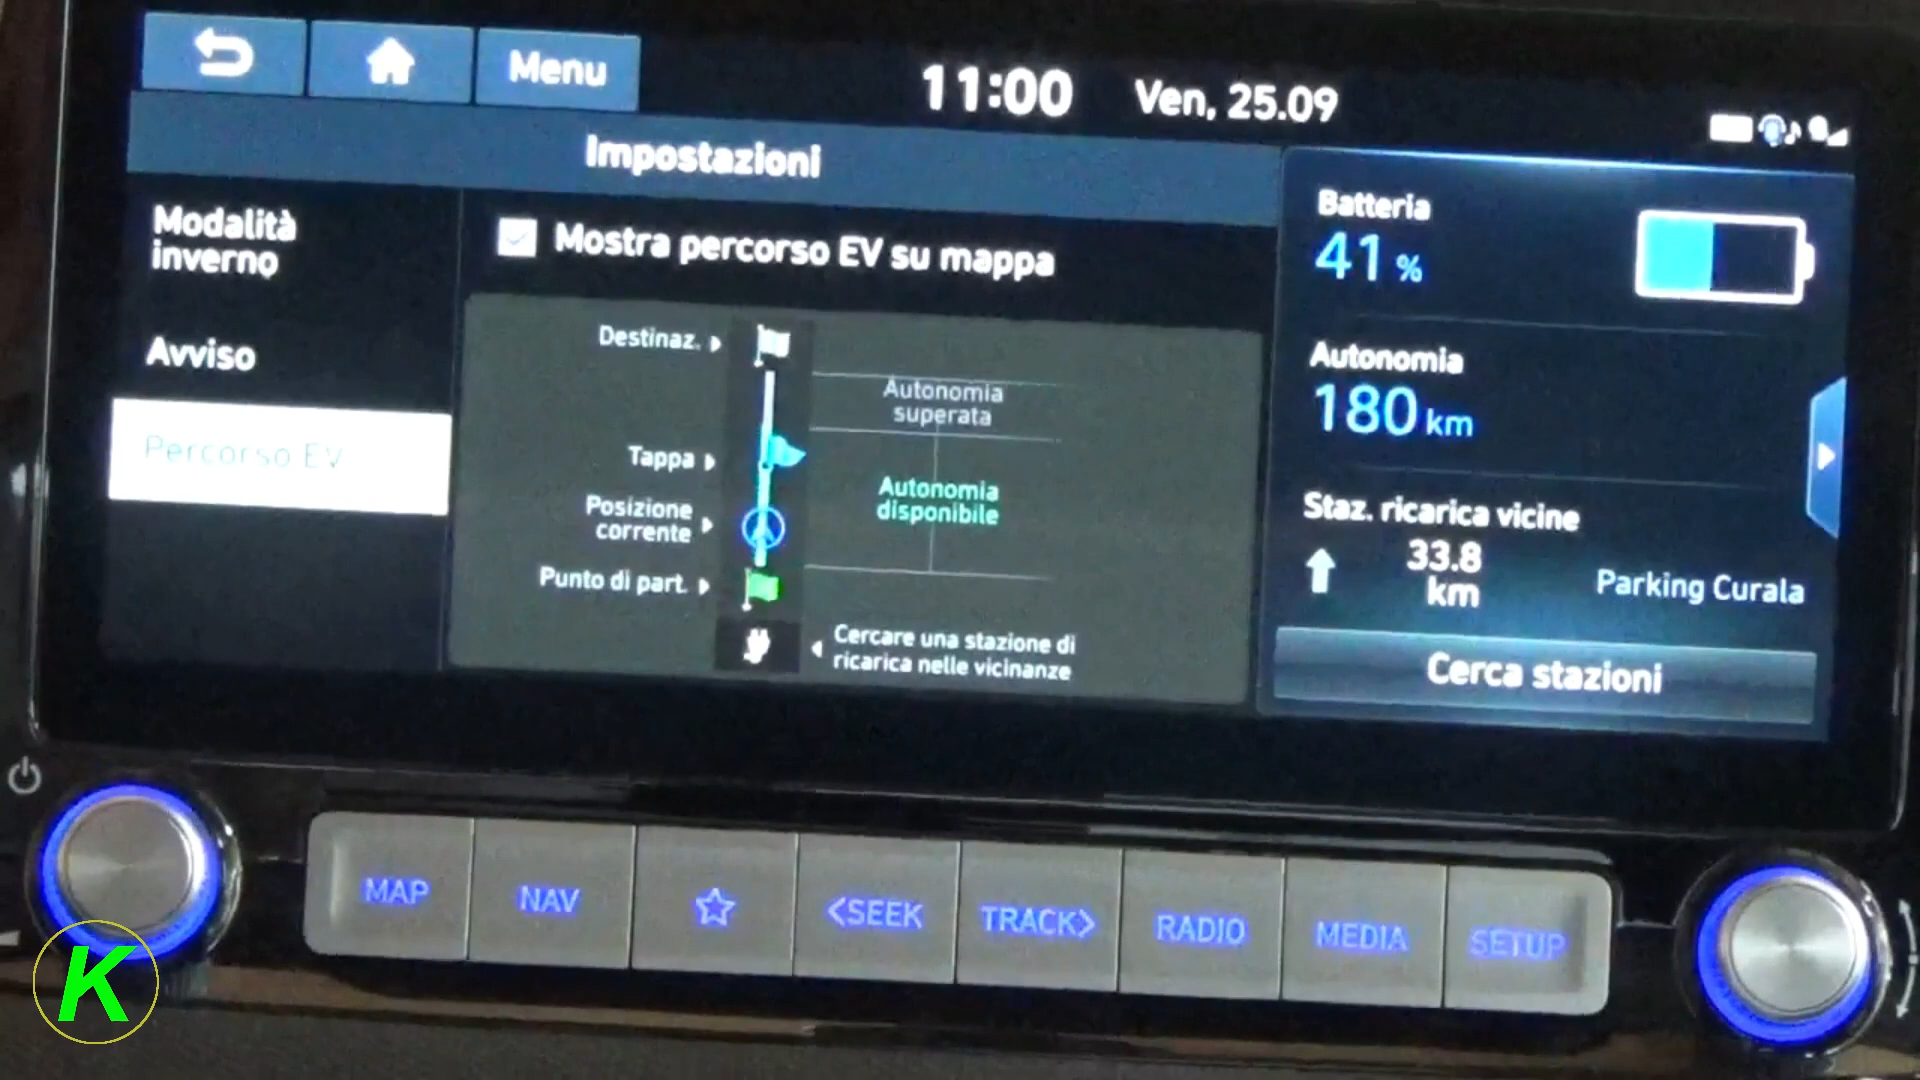 Menu
11:00
Ven, 25.09
Impostazioni
Modalità
inverno
Avviso
Percorso EV
Mostra percorso EV su mappa
Destinaz.
Autonomia
superata
Tappa
Autonomia
disponibile
Posizione
corrente
Punto di part.
Cercare una stazione di
ricarica nelle vicinanze
Batteria
41 %
Autonomia
180 km
Staz. ricarica vicine
33.8
km
Parking Curala
Cerca stazioni
MAP
NAV
<SEEK
TRACK>
RADIO
MEDIA
SETUP
K